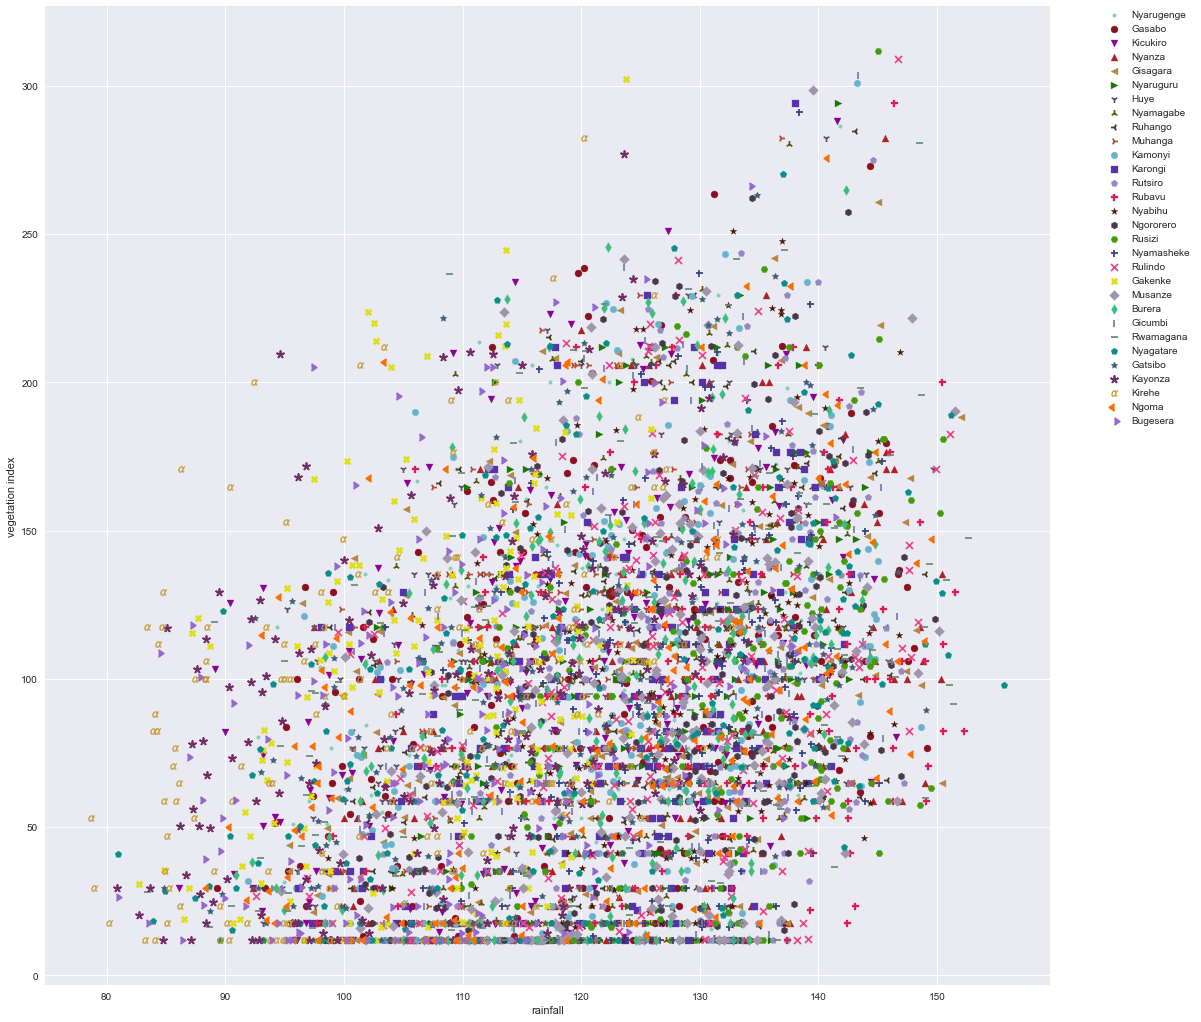 Nyarugenge
Gasabo
Kicukiro
Nyanza
Gisagara
Nyaruguru
Huye
Nyamagabe
Ruhango
Muhanga
Kamonyi
Karongi
Rutsiro
Rubavu
Nyabihu
Ngororero
Rusizi
Nyamasheke
Rulindo
Gakenke
Musanze
Burera
Gicumbi
Rwamagana
Nyagatare
Gatsibo
Kayonza
Kirehe
Ngoma
Bugesera
300
250
200
150
100
50
0
vegetation index
80 90 100 110 120 130 140 150
rainfall